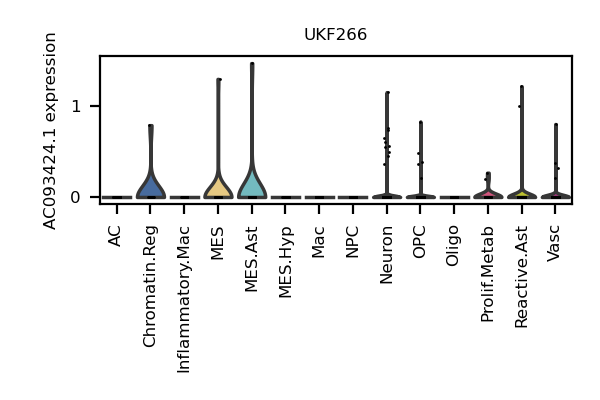 UKF266
AC093424.1 expression
1
0
AC
Chromatin.Reg
Inflammatory.Mac
MES
MES.Ast
MES.Hyp
Mac
NPC
Neuron
OPC
Oligo
Prolif.Metab
Reactive.Ast
Vasc